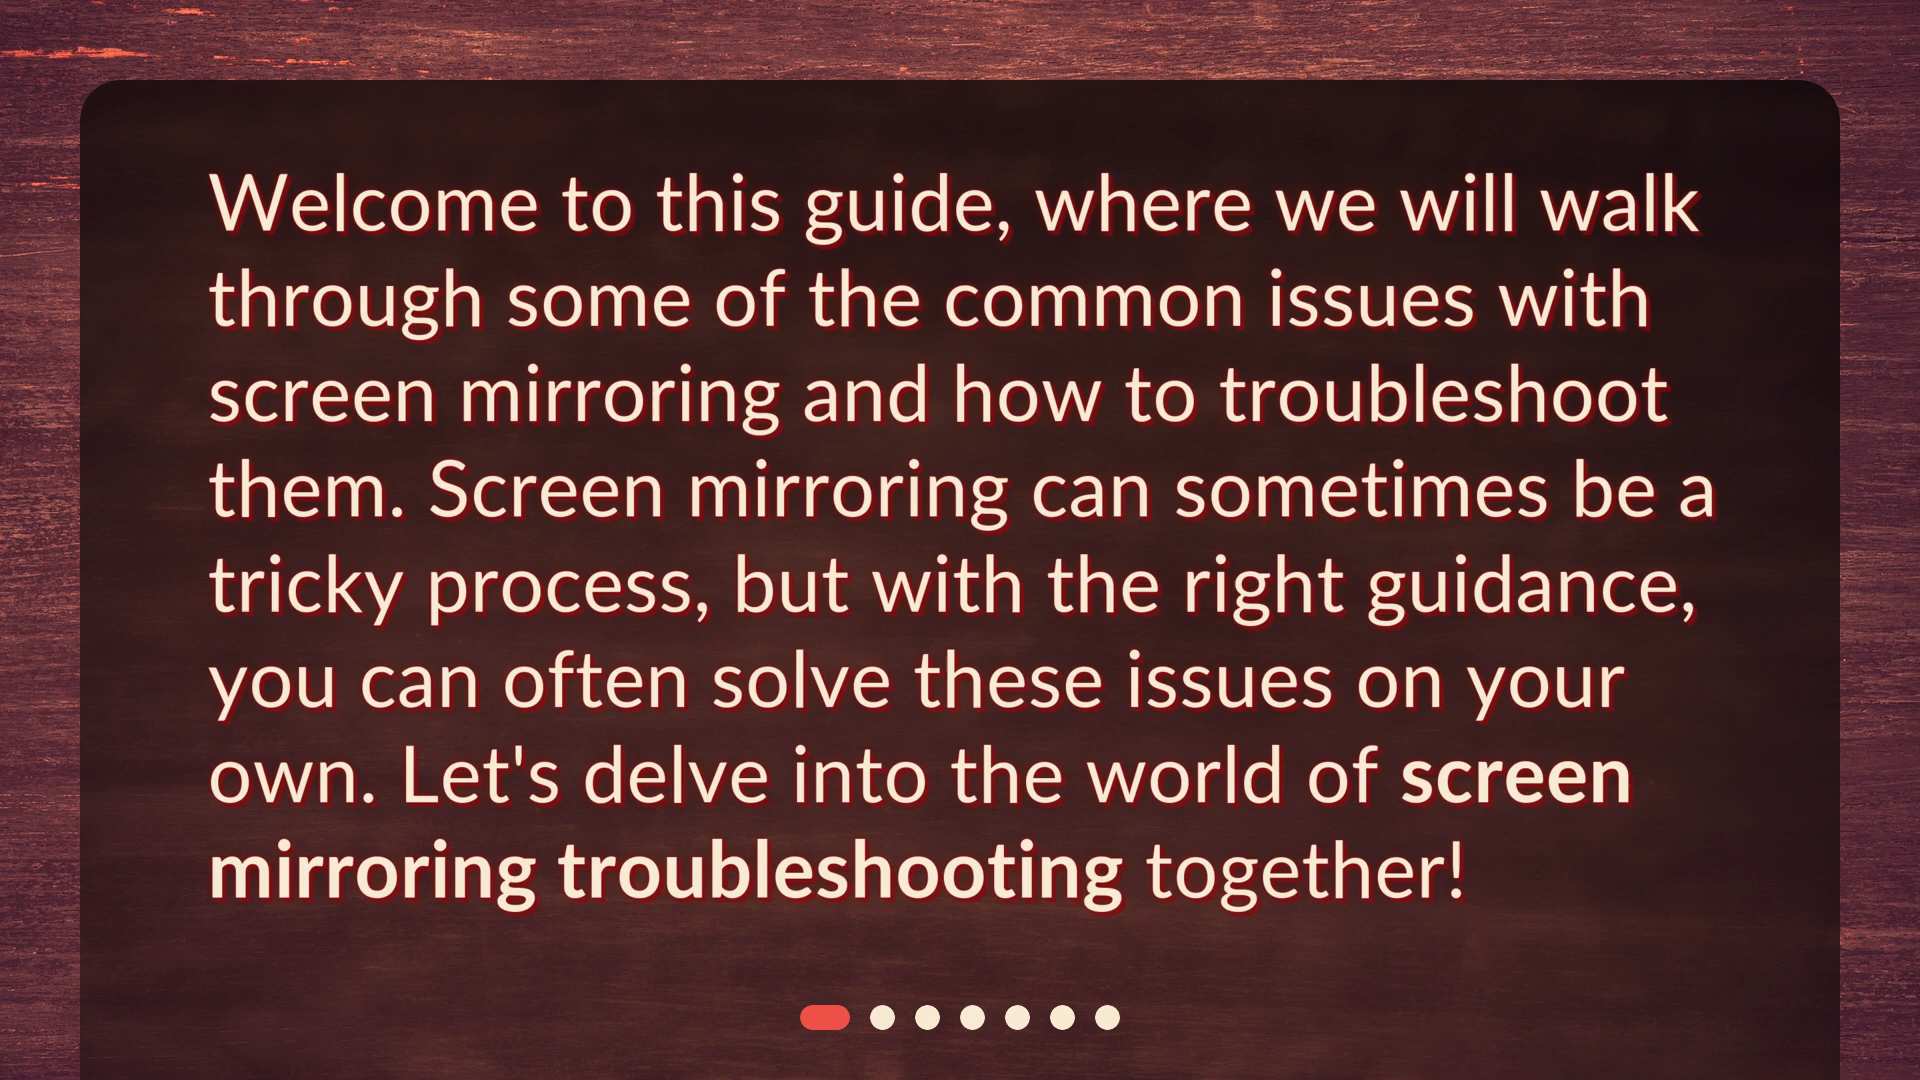 Welcome to this guide, where we will walk
through some of the common issues with
screen mirroring and how to troubleshoot
them. Screen mirroring can sometimes be a
tricky process, but with the right guidance,
you can often solve these issues on your
own. Let's delve into the world of screen
mirroring troubleshooting together!